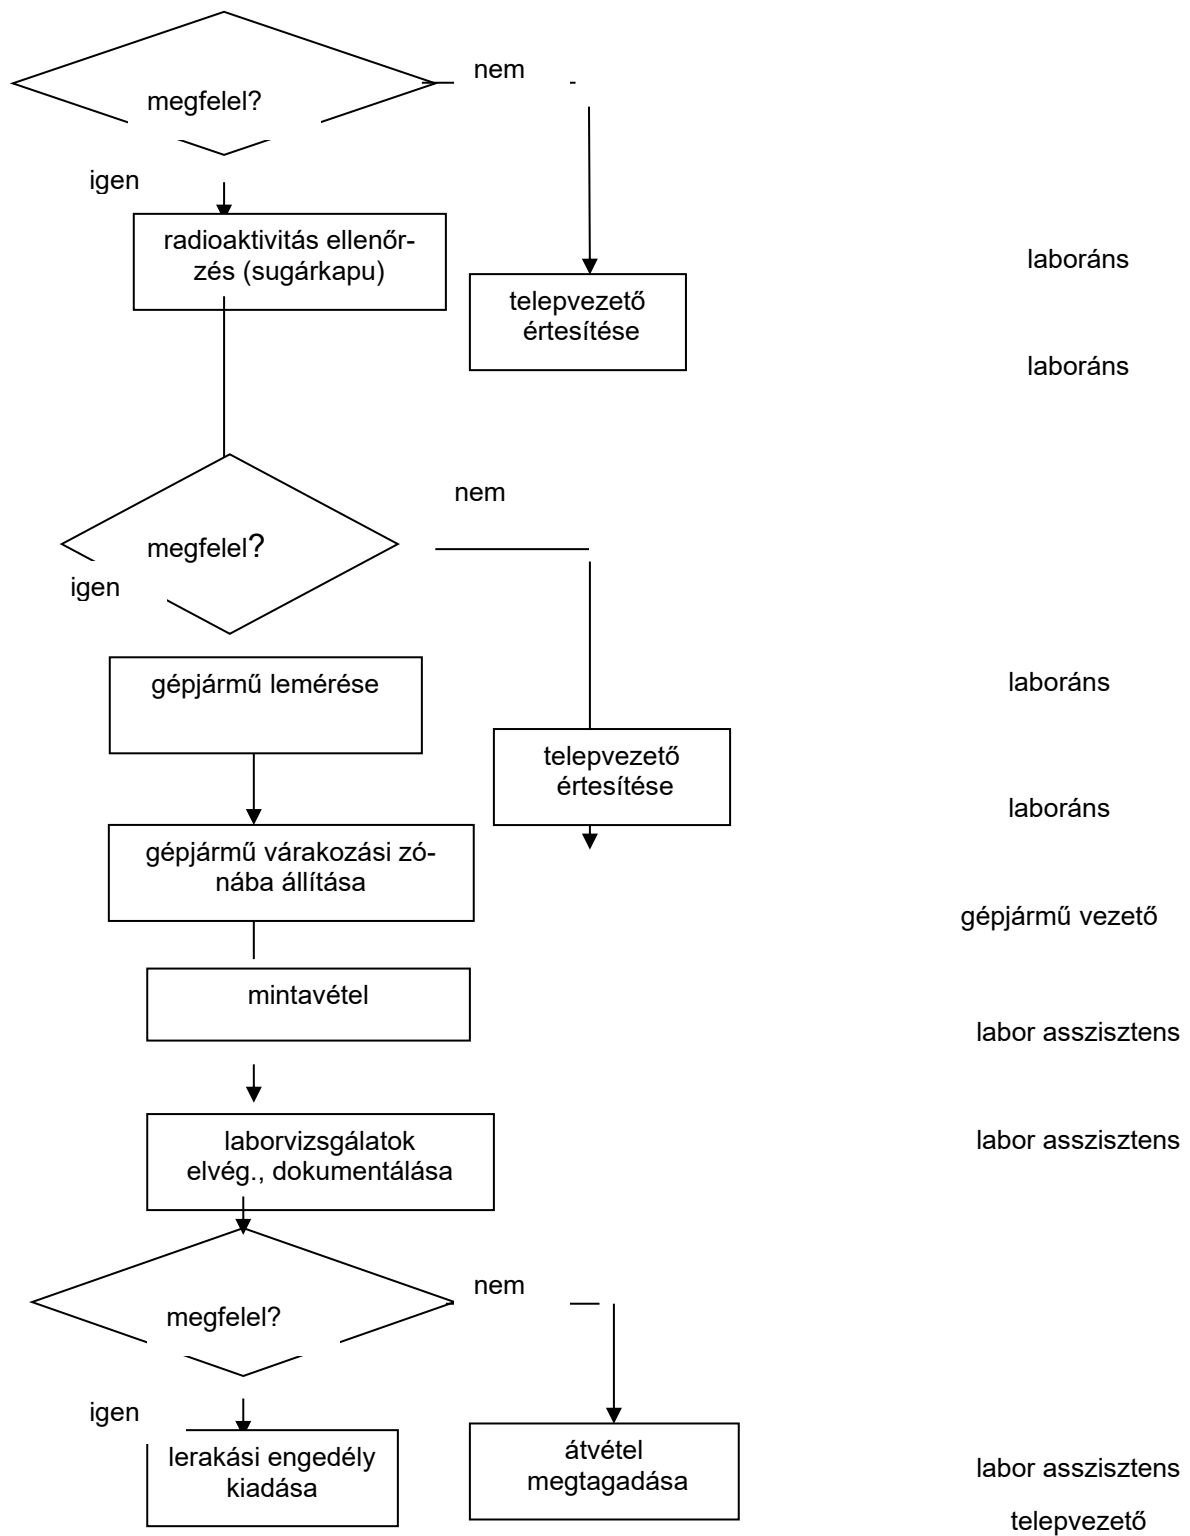 nem
megfelel?
igen
radioaktivitás ellenőr-
zés (sugárkapu)
laboráns
telepvezető
értesítése
laboráns
nem
megfelel?
igen
gépjármű lemérése
laboráns
telepvezető
értesítése
laboráns
gépjármű várakozási zó-
nába állítása
gépjármű vezető
mintavétel
labor asszisztens
laborvizsgálatok
elvég., dokumentálása
labor asszisztens
nem
megfelel?
igen
lerakási engedély
kiadása
átvétel
megtagadása
labor asszisztens
telepvezető